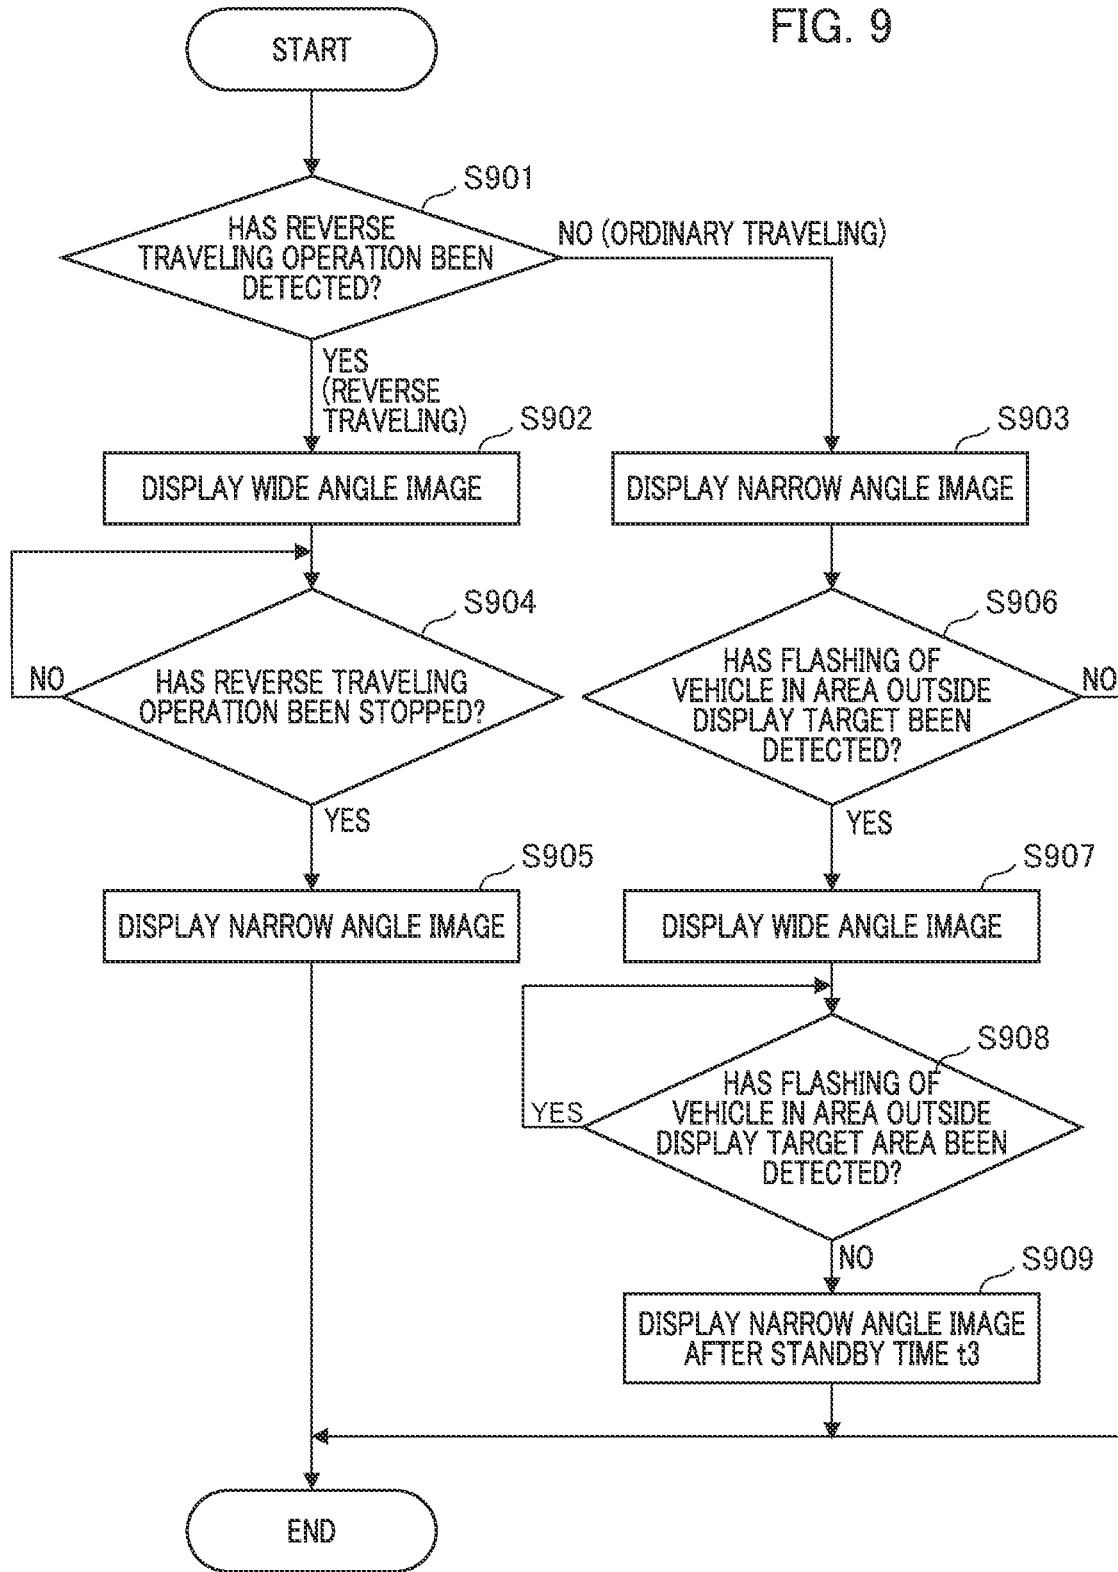 FIG. 9
START
S901
HAS REVERSE
TRAVELING OPERATION BEEN
DETECTED?
NO (ORDINARY TRAVELING)
YES
(REVERSE
TRAVELING)
S902
DISPLAY WIDE ANGLE IMAGE
S903
DISPLAY NARROW ANGLE IMAGE
S904
HAS REVERSE TRAVELING
OPERATION BEEN STOPPED?
NO
YES
S905
DISPLAY NARROW ANGLE IMAGE
S906
HAS FLASHING OF
VEHICLE IN AREA OUTSIDE
DISPLAY TARGET BEEN
DETECTED?
NO
YES
S907
DISPLAY WIDE ANGLE IMAGE
S908
HAS FLASHING OF
VEHICLE IN AREA OUTSIDE
DISPLAY TARGET AREA BEEN
DETECTED?
YES
NO
S909
DISPLAY NARROW ANGLE IMAGE
AFTER STANDBY TIME t3
END